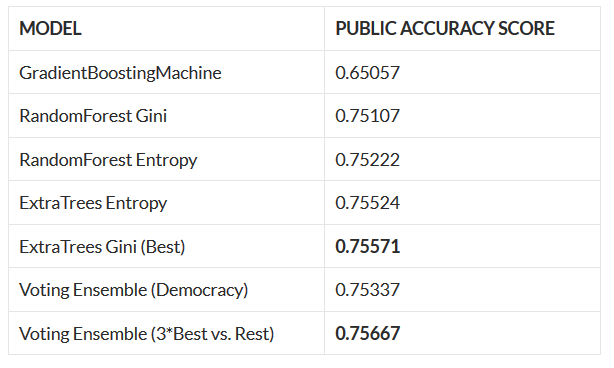 MODEL PUBLIC ACCURACY SCORE
GradientBoostingMachine 0.65057
RandomForest Gini 0.75107
RandomForest Entropy 0.75222
ExtraTrees Entropy 0.75524
ExtraTrees Gini (Best) 0.75571
Voting Ensemble (Democracy) 0.75337
Voting Ensemble (3*Best vs. Rest) 0.75667